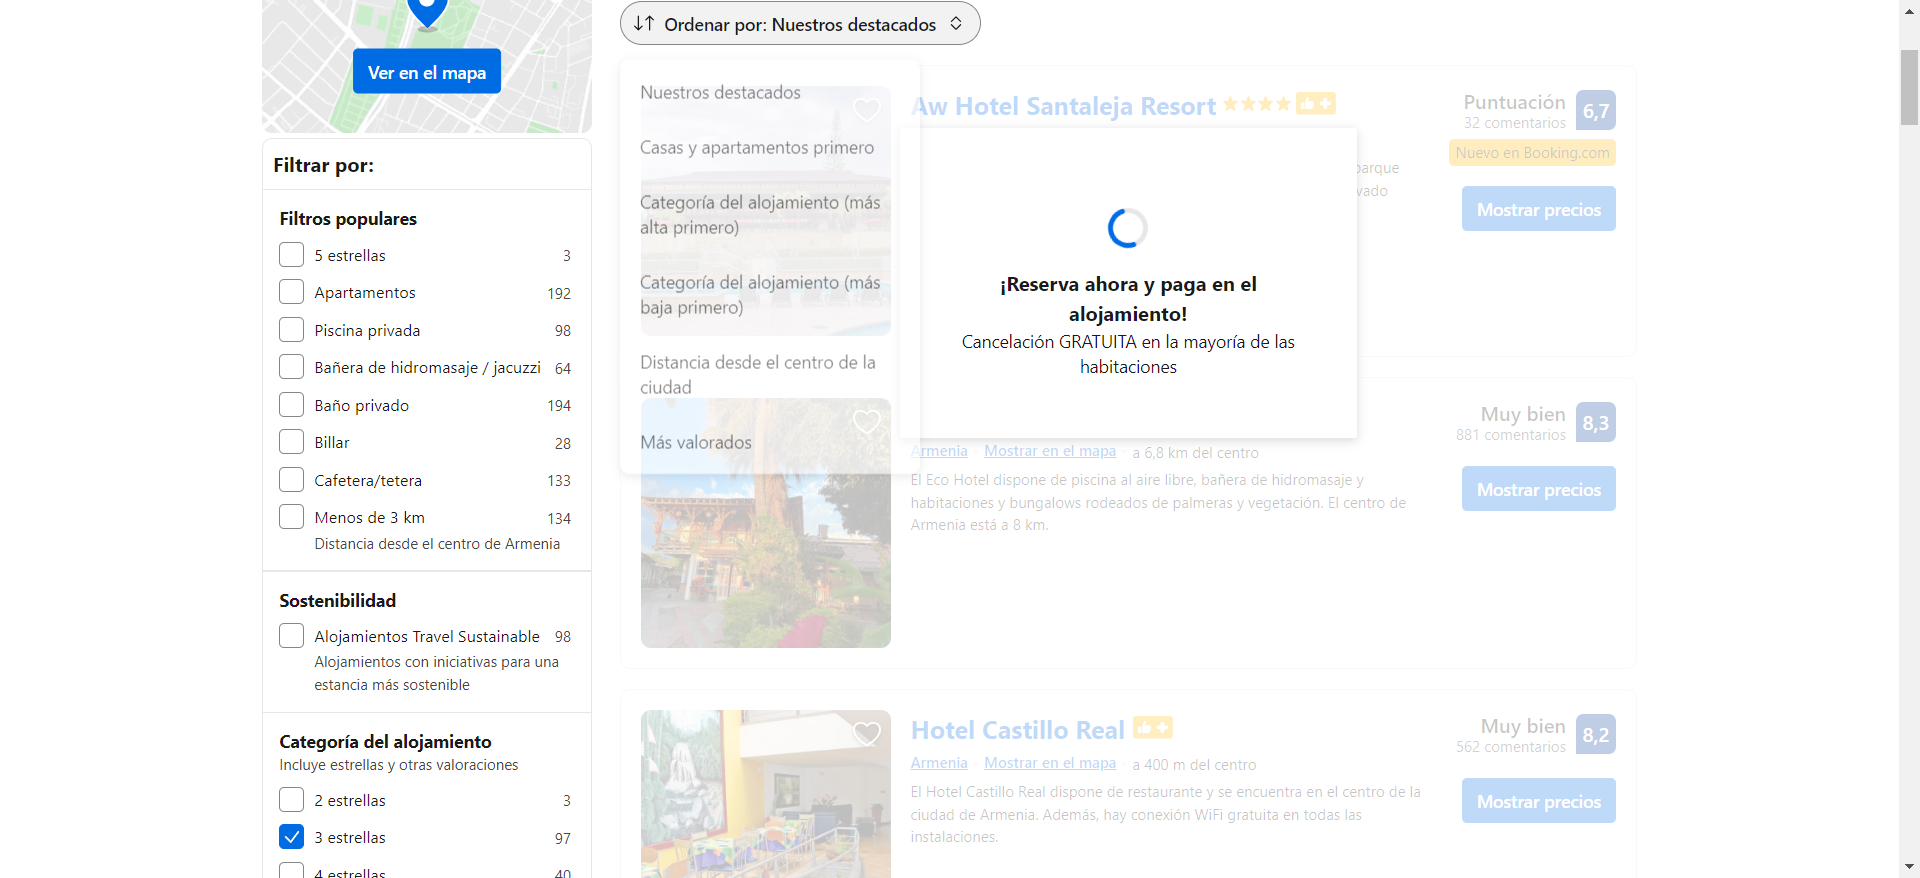 Ver en el mapa
Filtrar por:
Filtros populares
5 estrellas 3
Apartamentos 192
Piscina privada 98
Bañera de hidromasaje / jacuzzi 64
Baño privado 194
Billar 28
Cafetera/tetera 133
Menos de 3 km 134
Distancia desde el centro de Armenia
Sostenibilidad
Alojamientos Travel Sustainable 98
Alojamientos con iniciativas para una
estancia más sostenible
Categoría del alojamiento
Incluye estrellas y otras valoraciones
2 estrellas 3
3 estrellas 97
4 estrellas 40
Ordenar por: Nuestros destacados
Nuestros destacados
Casas y apartamentos primero
Categoría del alojamiento (más
alta primero)
Categoría del alojamiento (más
baja primero)
Distancia desde el centro de la
ciudad
Más valorados
Aw Hotel Santaleja Resort
Puntuación 6,7
32 comentarios
Nuevo en Booking.com
parque
vado
Mostrar precios
¡Reserva ahora y paga en el
alojamiento!
Cancelación GRATUITA en la mayoría de las
habitaciones
Muy bien 8,3
881 comentarios
Armenia Mostrar en el mapa a 6,8 km del centro
El Eco Hotel dispone de piscina al aire libre, bañera de hidromasaje y
habitaciones y bungalows rodeados de palmeras y vegetación. El centro de
Armenia está a 8 km.
Mostrar precios
Hotel Castillo Real
Muy bien 8,2
562 comentarios
Armenia Mostrar en el mapa a 400 m del centro
El Hotel Castillo Real dispone de restaurante y se encuentra en el centro de la
ciudad de Armenia. Además, hay conexión WiFi gratuita en todas las
instalaciones.
Mostrar precios